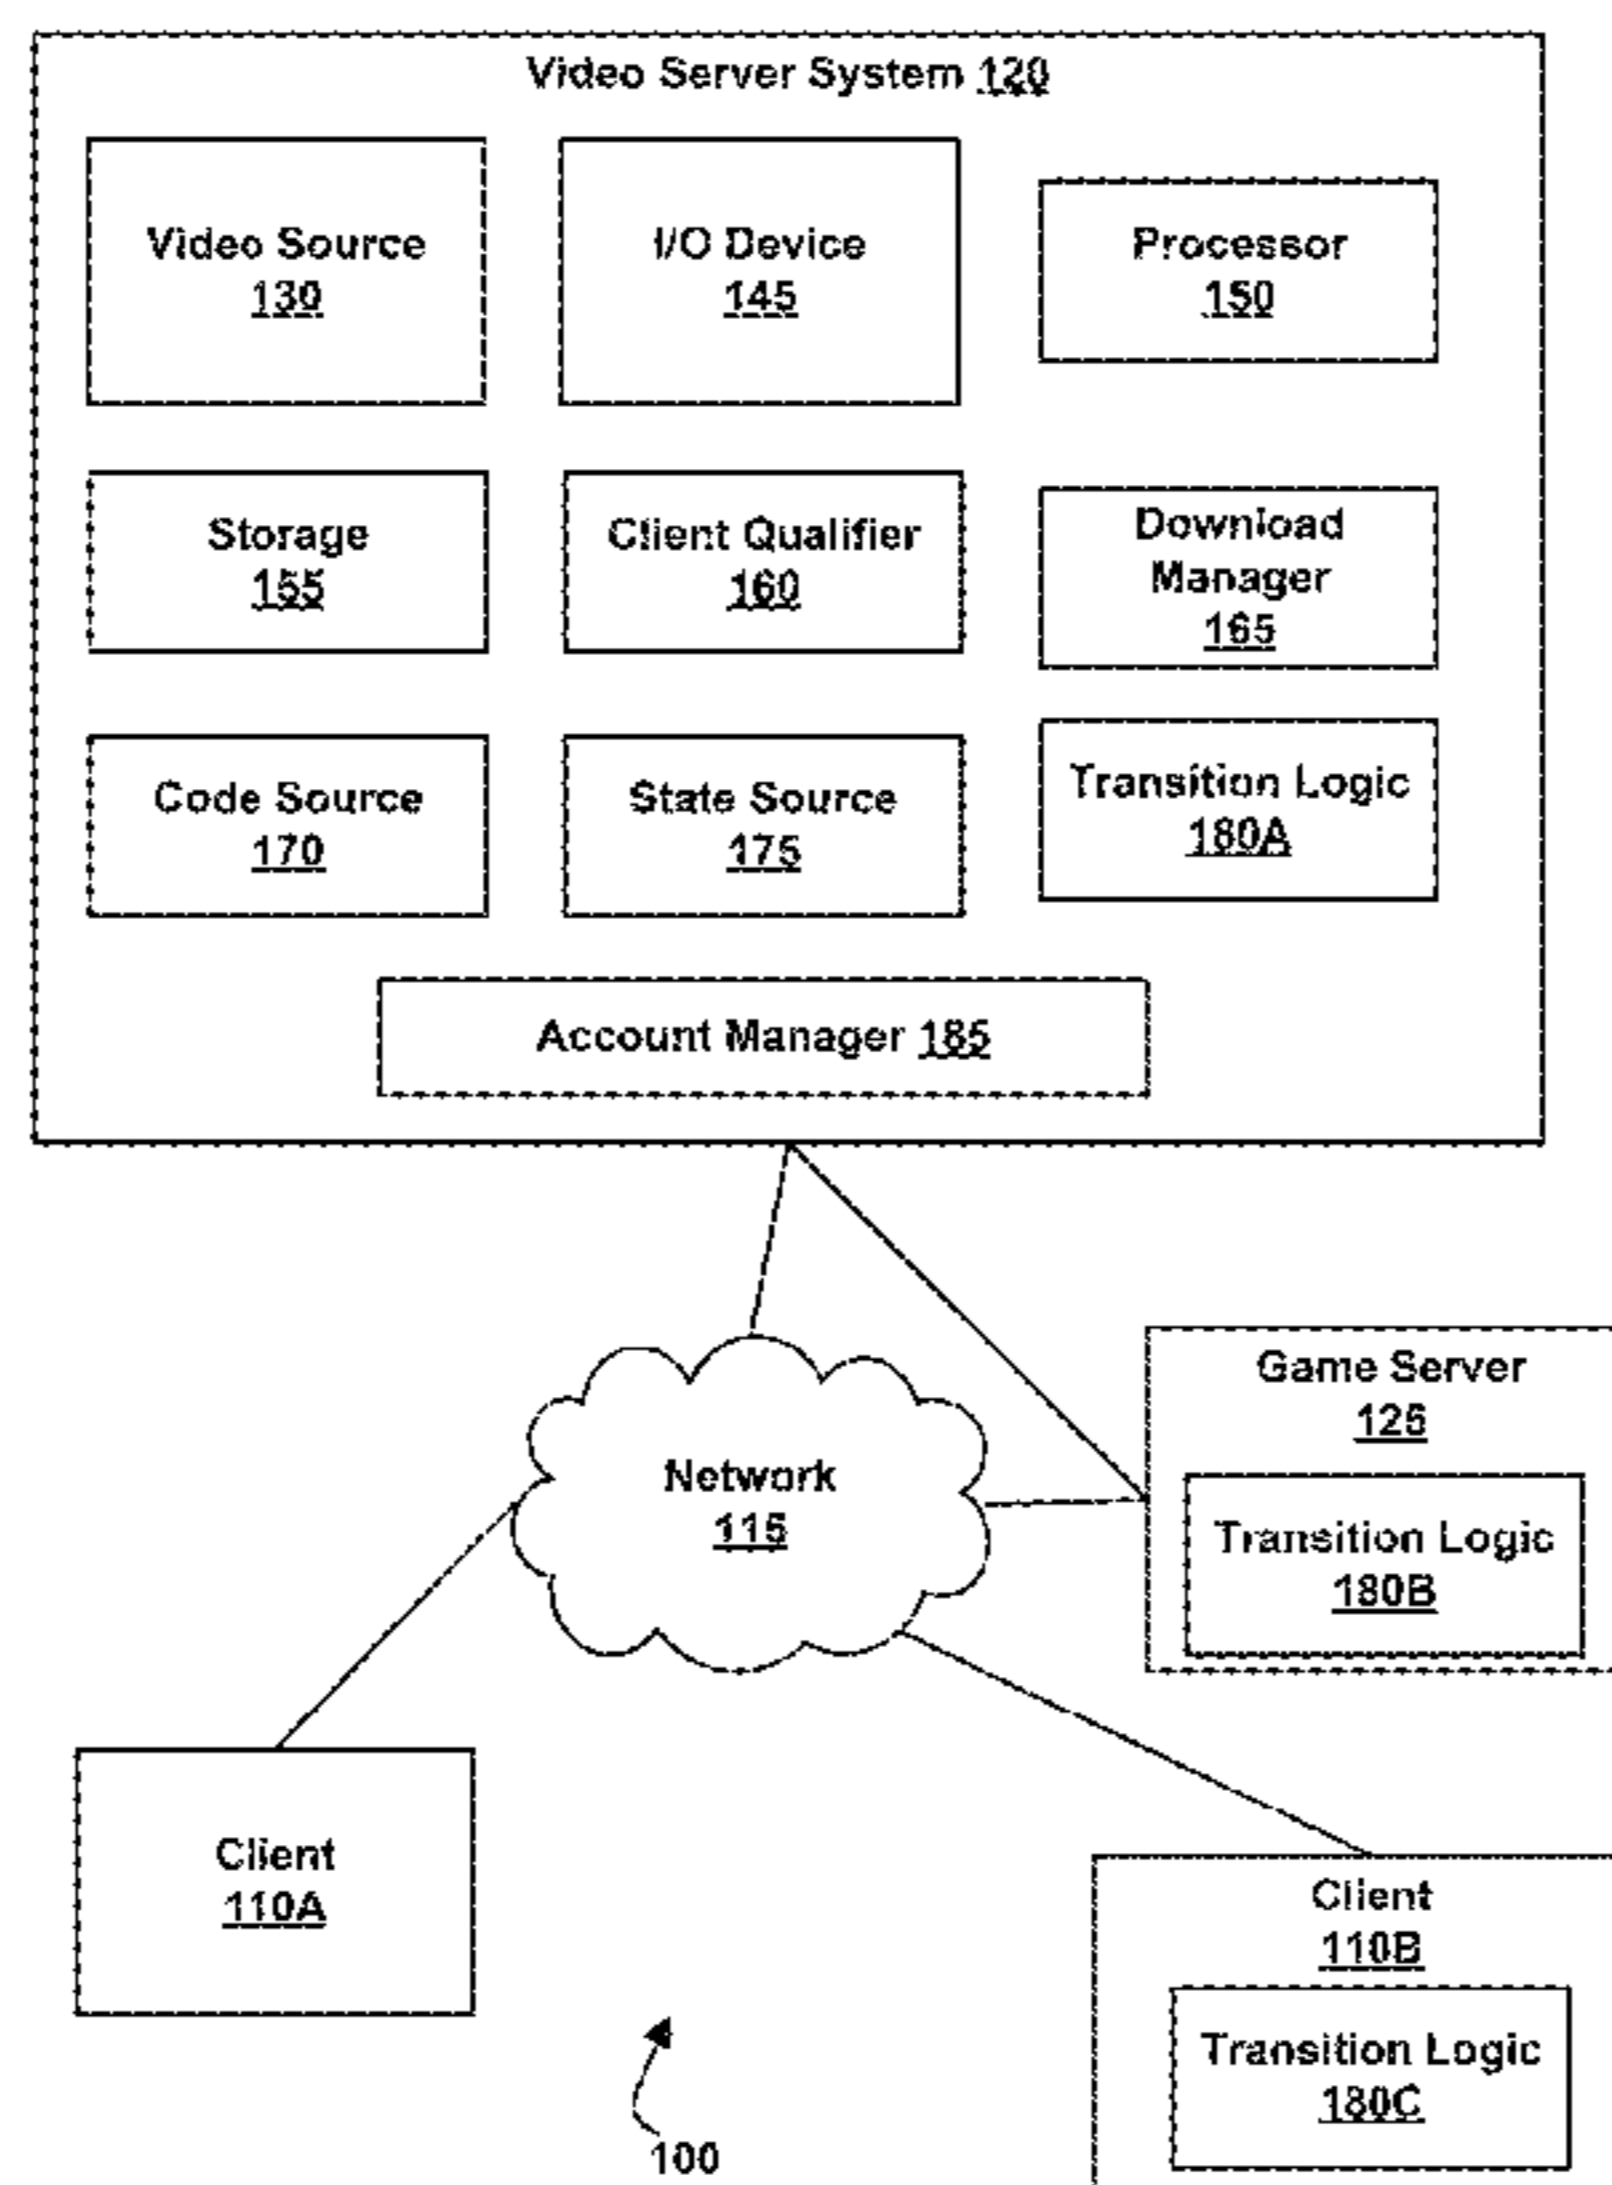 Video Server System 120
Video Source
130
I/O Device
145
Processor
150
Storage
155
Client Qualifier
160
Download
Manager
165
Code Source
170
State Source
175
Transition Logic
180A
Account Manager 185
Game Server
125
Network
115
Transition Logic
180B
Client
110A
Client
110B
Transition Logic
180C
100